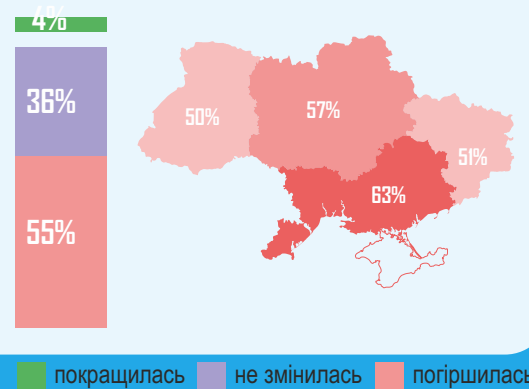 4%
36%
55%
50%
57%
51%
63%
покращилась
не змінилась
погіршилась